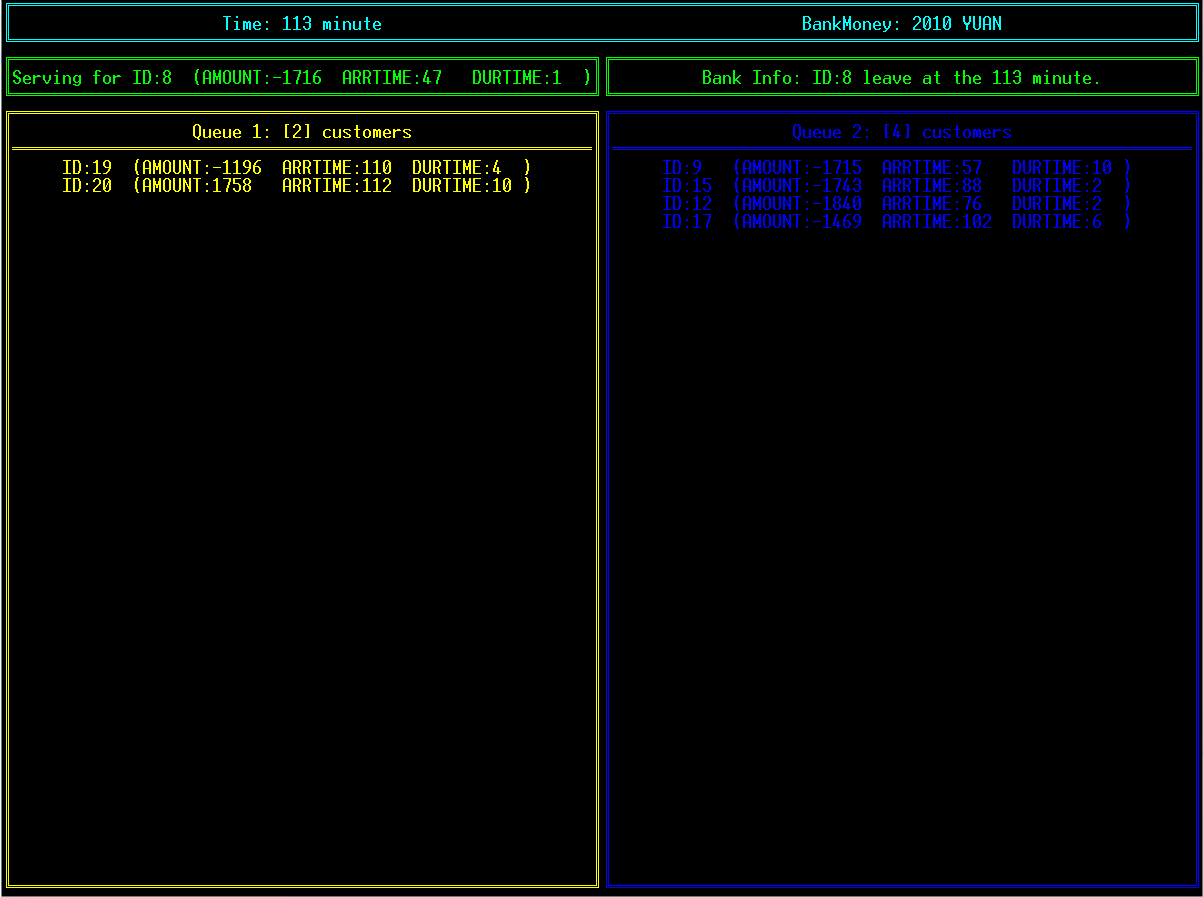 Time: 113 minute
BankMoney: 2010 YUAN
Serving for ID:8  (AMOUNT:-1716  ARRTIME:47   DURTIME:1  )
Bank Info: ID:8 leave at the 113 minute.
Queue 1: [2] customers
ID:19  (AMOUNT:-1196  ARRTIME:110  DURTIME:4  )
ID:20  (AMOUNT:1758   ARRTIME:112  DURTIME:10 )
Queue 2: [4] customers
ID:9   (AMOUNT:-1715  ARRTIME:57   DURTIME:10 )
ID:15  (AMOUNT:-1743  ARRTIME:88   DURTIME:2  )
ID:12  (AMOUNT:-1840  ARRTIME:76   DURTIME:2  )
ID:17  (AMOUNT:-1469  ARRTIME:102  DURTIME:6  )